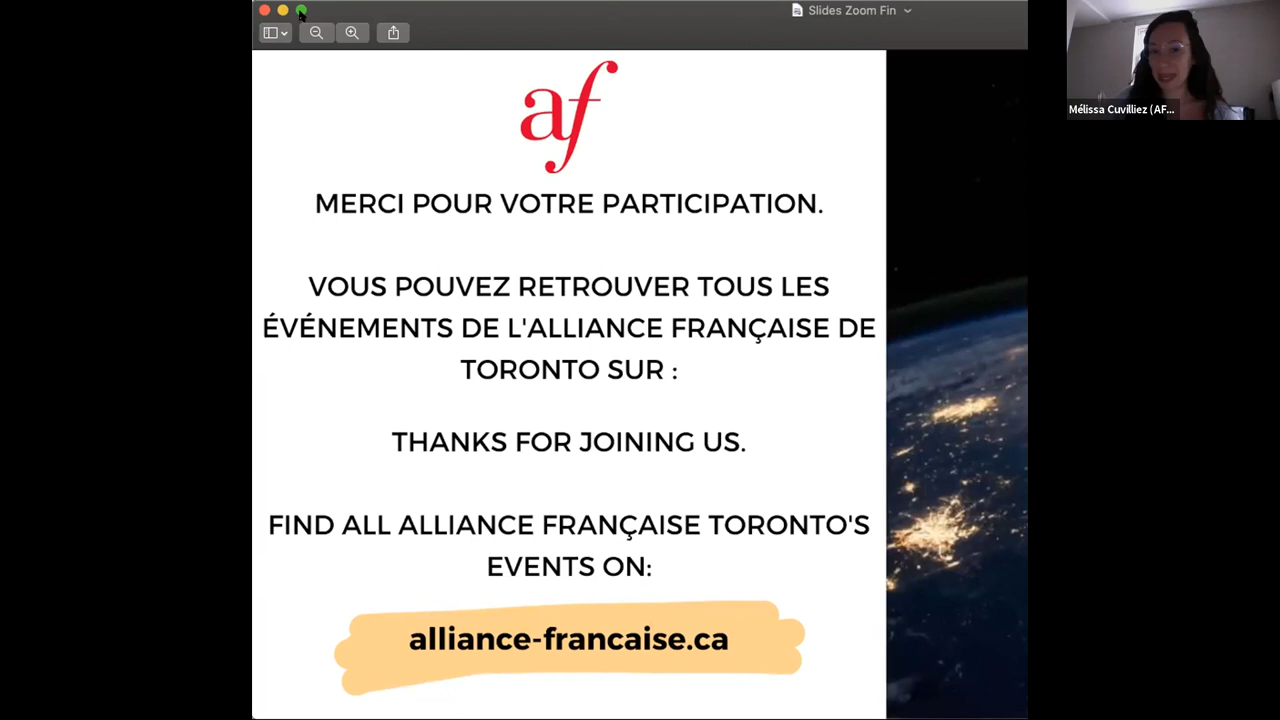 Slides Zoom Fin
Mélissa Cuvilliez (AF...
af
MERCI POUR VOTRE PARTICIPATION.
VOUS POUVEZ RETROUVER TOUS LES
ÉVÉNEMENTS DE L'ALLIANCE FRANÇAISE DE
TORONTO SUR :
THANKS FOR JOINING US.
FIND ALL ALLIANCE FRANÇAISE TORONTO'S
EVENTS ON:
alliance-francaise.ca